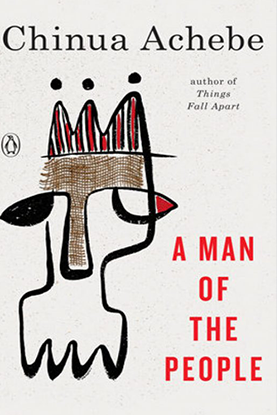 Chinua Achebe
author of
Things
Fall Apart
A MAN
OF
THE
PEOPLE